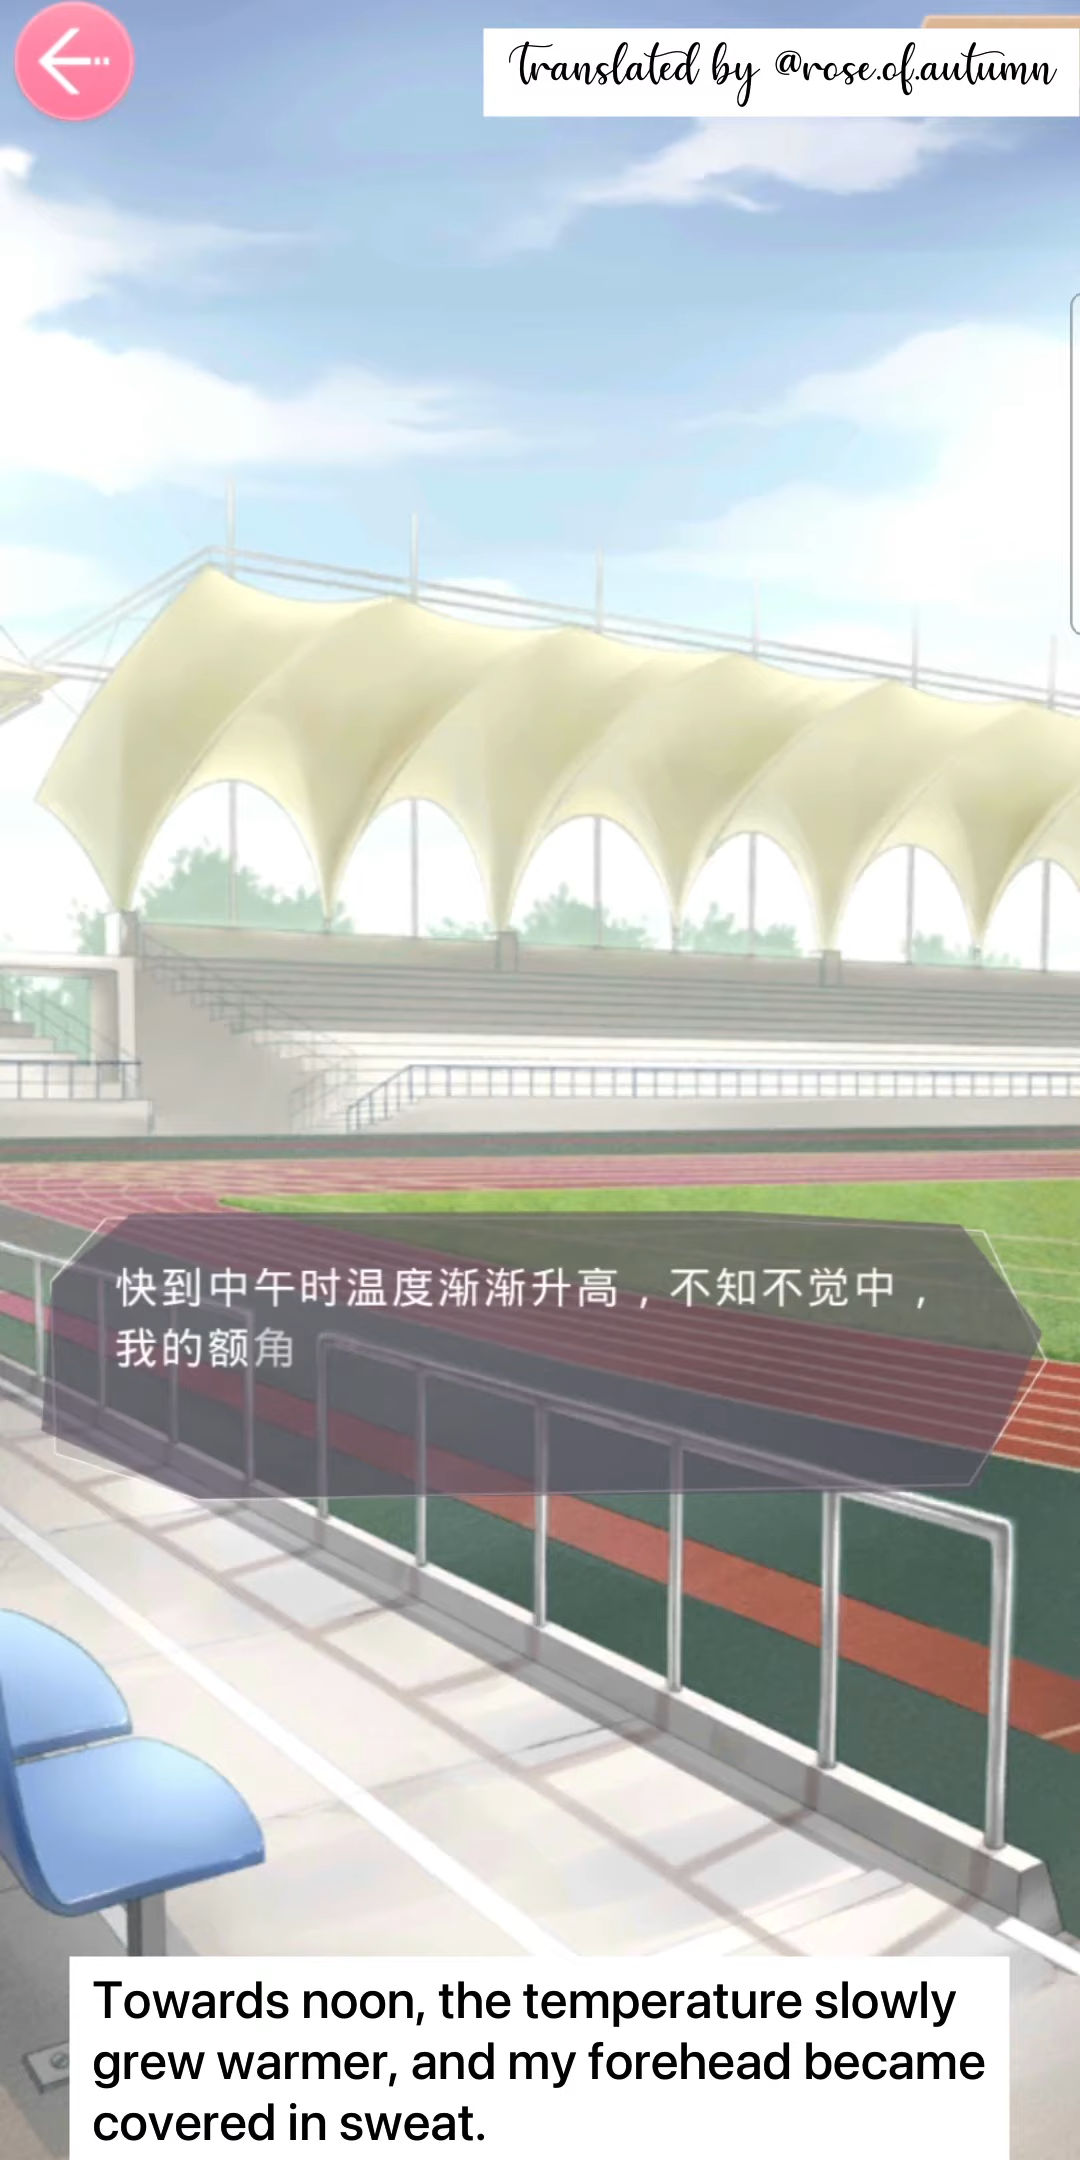 Translated by @rose.of.autumn
快到中午时温度渐渐升高，不知不觉中，
我的额角
Towards noon, the temperature slowly
grew warmer, and my forehead became
covered in sweat.